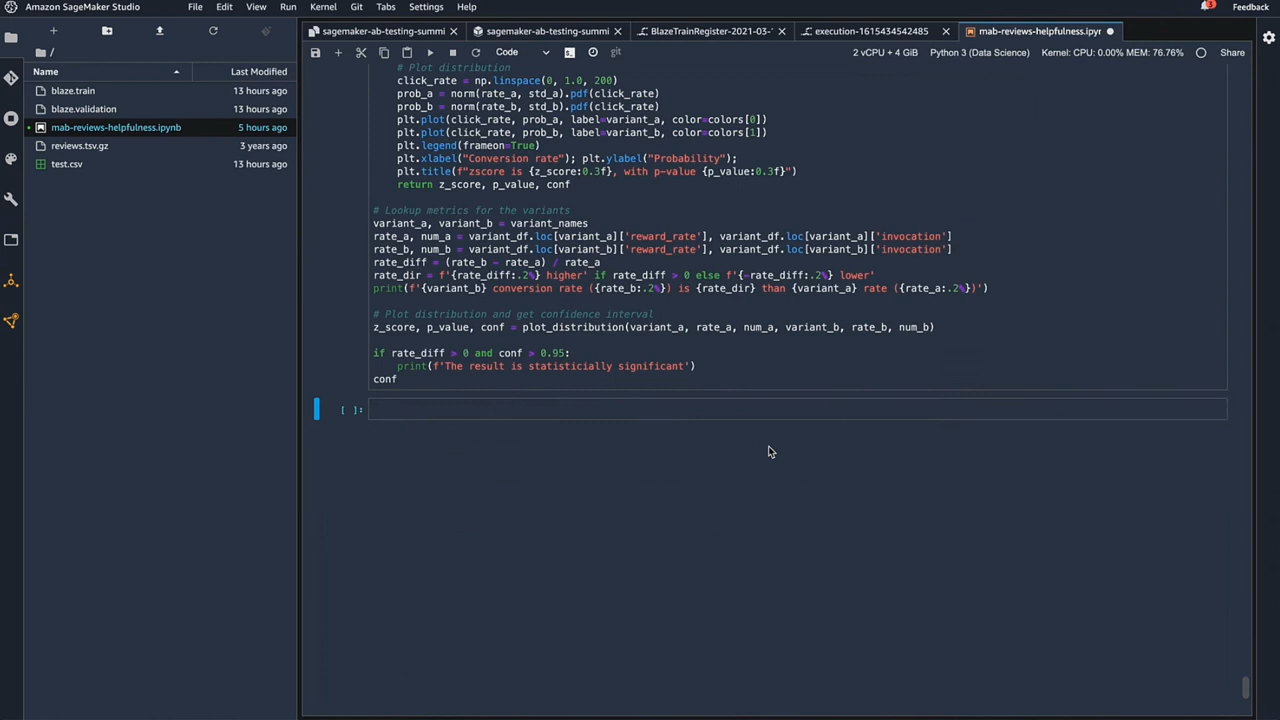 Amazon SageMaker Studio
File Edit View Run Kernel Git Tabs Settings Help
Feedback
sagemaker-ab-testing-summi
sagemaker-ab-testing-summi
BlazeTrainRegister-2021-03-
execution-1615434542485
mab-reviews-helpfulness.ipynb
Code
git
2 vCPU + 4 GiB
Python 3 (Data Science)
Kernel: CPU: 0.00% MEM: 76.76%
Share
/
Name Last Modified
blaze.train 13 hours ago
blaze.validation 13 hours ago
mab-reviews-helpfulness.ipynb 5 hours ago
reviews.tsv.gz 3 years ago
test.csv 13 hours ago
# Plot distribution
click_rate = np.linspace(0, 1.0, 200)
prob_a = norm(rate_a, std_a).pdf(click_rate)
prob_b = norm(rate_b, std_b).pdf(click_rate)
plt.plot(click_rate, prob_a, label=variant_a, color=colors[0])
plt.plot(click_rate, prob_b, label=variant_b, color=colors[1])
plt.legend(frameon=True)
plt.xlabel("Conversion rate"); plt.ylabel("Probability");
plt.title(f"zscore is {z_score:0.3f}, with p-value {p_value:0.3f}")
return z_score, p_value, conf
# Lookup metrics for the variants
variant_a, variant_b = variant_names
rate_a, num_a = variant_df.loc[variant_a]['reward_rate'], variant_df.loc[variant_a]['invocation']
rate_b, num_b = variant_df.loc[variant_b]['reward_rate'], variant_df.loc[variant_b]['invocation']
rate_diff = (rate_b - rate_a) / rate_a
rate_dir = f'{rate_diff:.2%} higher' if rate_diff > 0 else f'{-rate_diff:.2%} lower'
print(f'{variant_b} conversion rate ({rate_b:.2%}) is {rate_dir} than {variant_a} rate ({rate_a:.2%})')
# Plot distribution and get confidence interval
z_score, p_value, conf = plot_distribution(variant_a, rate_a, num_a, variant_b, rate_b, num_b)
if rate_diff > 0 and conf > 0.95:
print(f'The result is statisticially significant')
conf
[ ]: